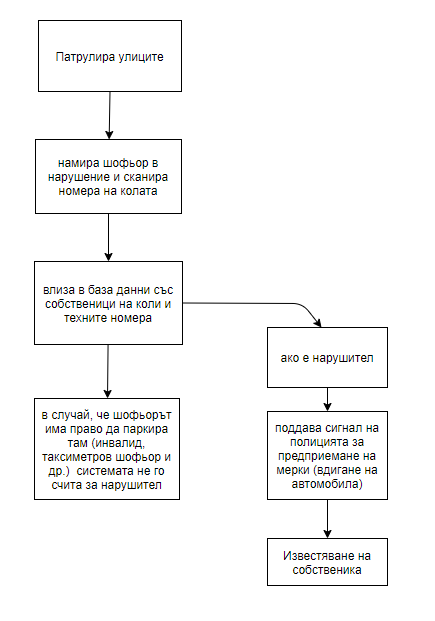 Патрулира улиците
намира шофьор в
нарушение и сканира
номера на колата
влиза в база данни със
собственици на коли и
техните номера
ако е нарушител
в случай, че шофьорът
има право да паркира
там (инвалид,
таксиметров шофьор и
др.) системата не го
счита за нарушител
поддава сигнал на
полицията за
предприемане на
мерки (вдигане на
автомобила)
Известяване на
собственика